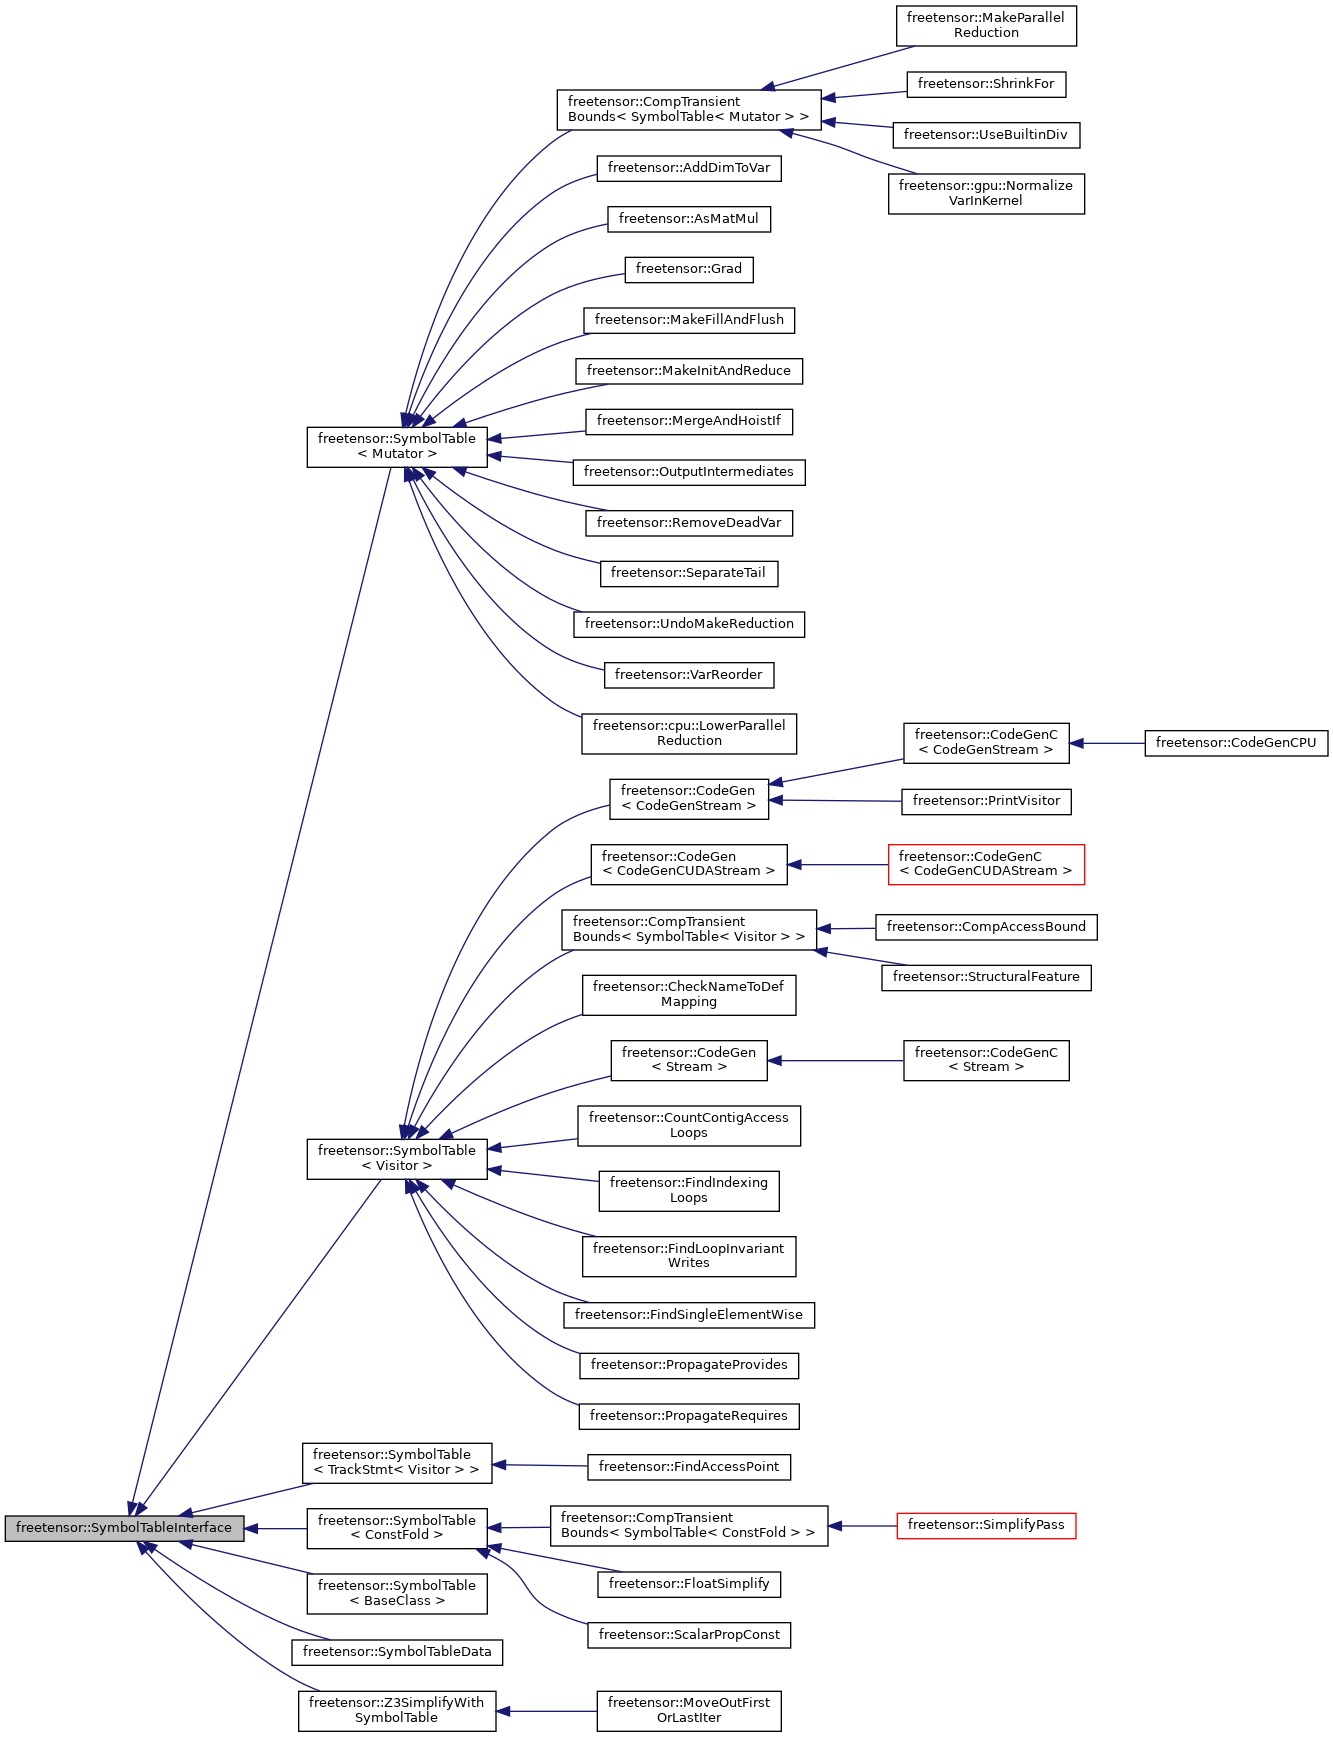 freetensor::MakeParallel
Reduction
freetensor::ShrinkFor
freetensor::CompTransient
Bounds< SymbolTable< Mutator > >
freetensor::UseBuiltinDiv
freetensor::AddDimToVar
freetensor::gpu::Normalize
VarInKernel
freetensor::AsMatMul
freetensor::Grad
freetensor::MakeFillAndFlush
freetensor::MakeInitAndReduce
freetensor::MergeAndHoistIf
freetensor::SymbolTable
< Mutator >
freetensor::OutputIntermediates
freetensor::RemoveDeadVar
freetensor::SeparateTail
freetensor::UndoMakeReduction
freetensor::VarReorder
freetensor::cpu::LowerParallel
Reduction
freetensor::CodeGenC
< CodeGenStream >
freetensor::CodeGenCPU
freetensor::CodeGen
< CodeGenStream >
freetensor::PrintVisitor
freetensor::CodeGen
< CodeGenCUDAStream >
freetensor::CodeGenC
< CodeGenCUDAStream >
freetensor::CompTransient
Bounds< SymbolTable< Visitor > >
freetensor::CompAccessBound
freetensor::StructuralFeature
freetensor::CheckNameToDef
Mapping
freetensor::CodeGen
< Stream >
freetensor::CodeGenC
< Stream >
freetensor::CountContigAccess
Loops
freetensor::SymbolTable
< Visitor >
freetensor::FindIndexing
Loops
freetensor::FindLoopInvariant
Writes
freetensor::FindSingleElementWise
freetensor::PropagateProvides
freetensor::PropagateRequires
freetensor::SymbolTable
< TrackStmt< Visitor > >
freetensor::FindAccessPoint
freetensor::SymbolTableInterface
freetensor::SymbolTable
< ConstFold >
freetensor::CompTransient
Bounds< SymbolTable< ConstFold > >
freetensor::SimplifyPass
freetensor::SymbolTable
< BaseClass >
freetensor::FloatSimplify
freetensor::ScalarPropConst
freetensor::SymbolTableData
freetensor::Z3SimplifyWith
SymbolTable
freetensor::MoveOutFirst
OrLastIter